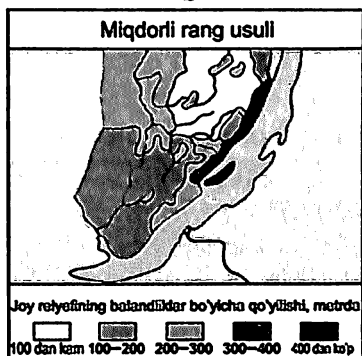 Miqdorli rang usuli
Joy relyefining balandliklar bo'yicha qo'yilishi, metrda
100 dan kam 100–200 200–300 300–400 400 dan ko'p